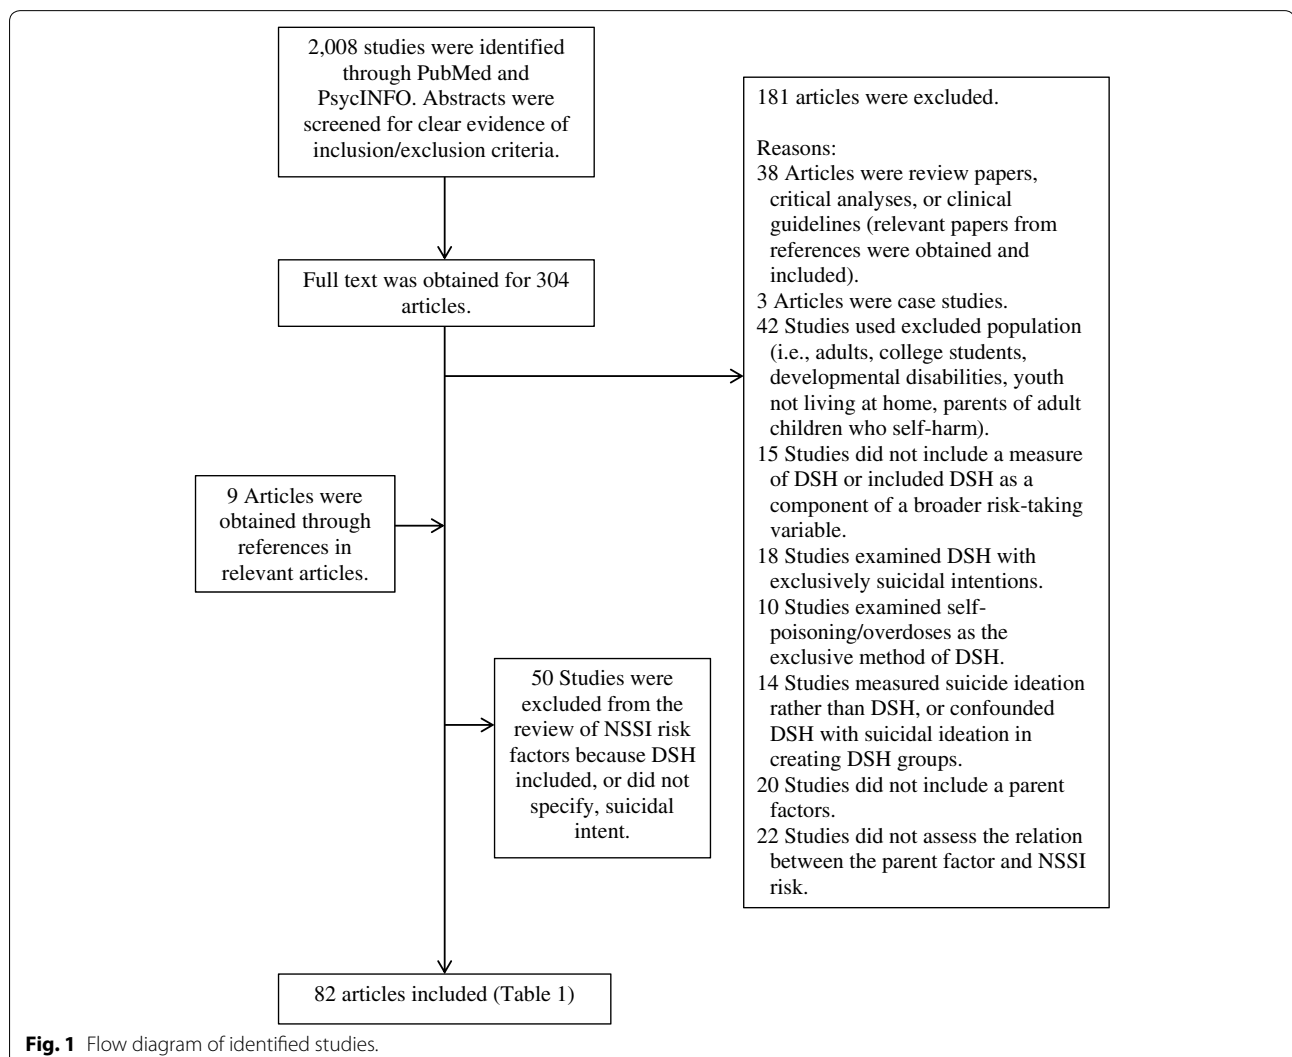 2,008 studies were identified
through PubMed and
PsycINFO. Abstracts were
screened for clear evidence of
inclusion/exclusion criteria.
Full text was obtained for 304
articles.
181 articles were excluded.
Reasons:
38 Articles were review papers,
critical analyses, or clinical
guidelines (relevant papers from
references were obtained and
included).
3 Articles were case studies.
42 Studies used excluded population
(i.e., adults, college students,
developmental disabilities, youth
not living at home, parents of adult
children who self-harm).
15 Studies did not include a measure
of DSH or included DSH as a
component of a broader risk-taking
variable.
18 Studies examined DSH with
exclusively suicidal intentions.
10 Studies examined self-
poisoning/overdoses as the
exclusive method of DSH.
14 Studies measured suicide ideation
rather than DSH, or confounded
DSH with suicidal ideation in
creating DSH groups.
20 Studies did not include a parent
factors.
22 Studies did not assess the relation
between the parent factor and NSSI
risk.
9 Articles were
obtained through
references in
relevant articles.
50 Studies were
excluded from the
review of NSSI risk
factors because DSH
included, or did not
specify, suicidal
intent.
82 articles included (Table 1)
Fig. 1 Flow diagram of identified studies.